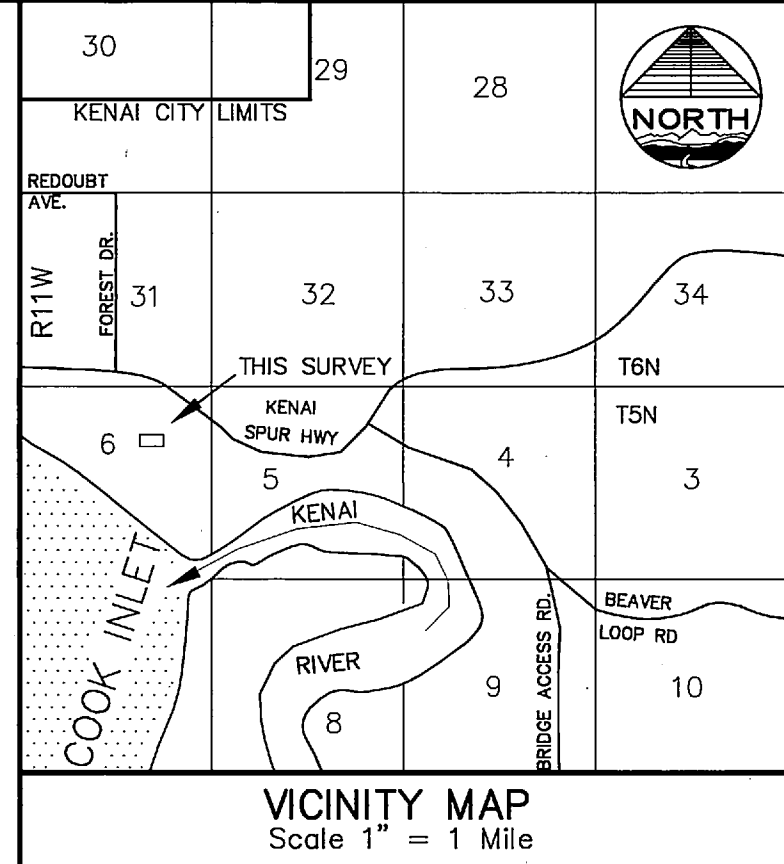 30
29
28
NORTH
KENAI CITY LIMITS
REDOUBT
AVE.
R11W
FOREST DR.
31
32
33
34
THIS SURVEY
T6N
KENAI
SPUR HWY
T5N
6
5
4
3
KENAI
COOK INLET
BEAVER
LOOP RD
BRIDGE ACCESS RD.
RIVER
8
9
10
VICINITY MAP
Scale 1" = 1 Mile